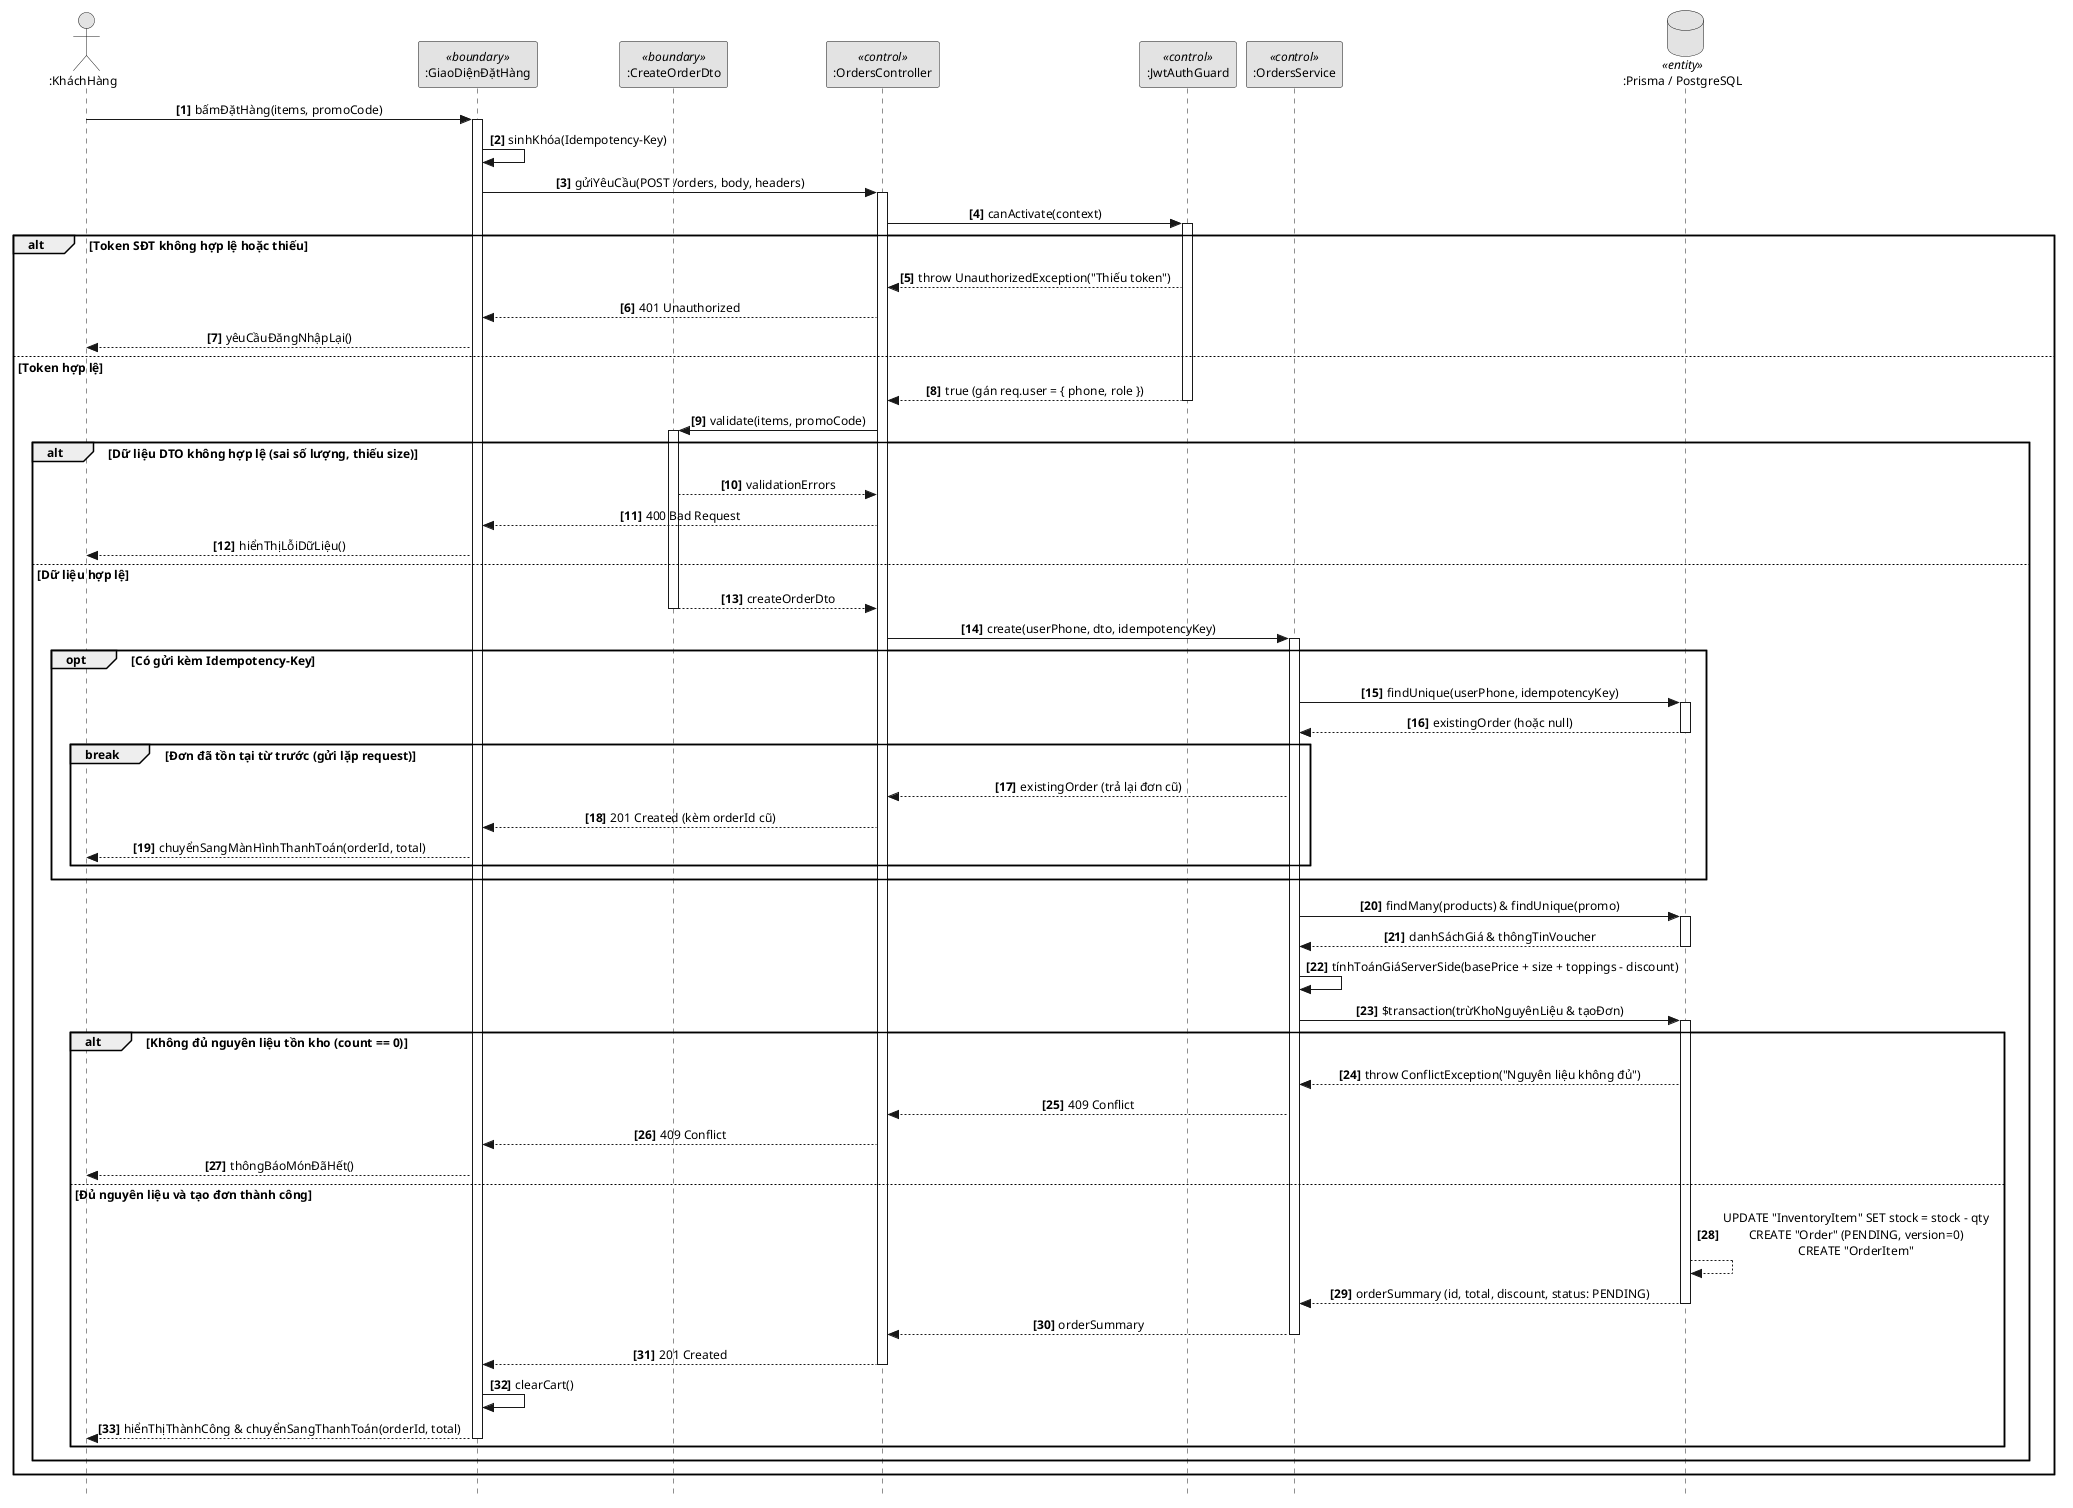 :KháchHàng
«boundary»
:GiaoDiệnĐặtHàng
«boundary»
:CreateOrderDto
«control»
:OrdersController
«control»
:JwtAuthGuard
«control»
:OrdersService
«entity»
:Prisma / PostgreSQL
[1] bấmĐặtHàng(items, promoCode)
[2] sinhKhóa(Idempotency-Key)
[3] gửiYêuCầu(POST /orders, body, headers)
[4] canActivate(context)
alt [Token SĐT không hợp lệ hoặc thiếu]
[5] throw UnauthorizedException("Thiếu token")
[6] 401 Unauthorized
[7] yêuCầuĐăngNhậpLại()
[Token hợp lệ]
[8] true (gán req.user = { phone, role })
[9] validate(items, promoCode)
alt [Dữ liệu DTO không hợp lệ (sai số lượng, thiếu size)]
[10] validationErrors
[11] 400 Bad Request
[12] hiểnThịLỗiDữLiệu()
[Dữ liệu hợp lệ]
[13] createOrderDto
[14] create(userPhone, dto, idempotencyKey)
opt [Có gửi kèm Idempotency-Key]
[15] findUnique(userPhone, idempotencyKey)
[16] existingOrder (hoặc null)
break [Đơn đã tồn tại từ trước (gửi lặp request)]
[17] existingOrder (trả lại đơn cũ)
[18] 201 Created (kèm orderId cũ)
[19] chuyểnSangMànHìnhThanhToán(orderId, total)
[20] findMany(products) & findUnique(promo)
[21] danhSáchGiá & thôngTinVoucher
[22] tínhToánGiáServerSide(basePrice + size + toppings - discount)
[23] $transaction(trừKhoNguyênLiệu & tạoĐơn)
alt [Không đủ nguyên liệu tồn kho (count == 0)]
[24] throw ConflictException("Nguyên liệu không đủ")
[25] 409 Conflict
[26] 409 Conflict
[27] thôngBáoMónĐãHết()
[Đủ nguyên liệu và tạo đơn thành công]
UPDATE "InventoryItem" SET stock = stock - qty
[28] CREATE "Order" (PENDING, version=0)
CREATE "OrderItem"
[29] orderSummary (id, total, discount, status: PENDING)
[30] orderSummary
[31] 201 Created
[32] clearCart()
[33] hiểnThịThànhCông & chuyểnSangThanhToán(orderId, total)